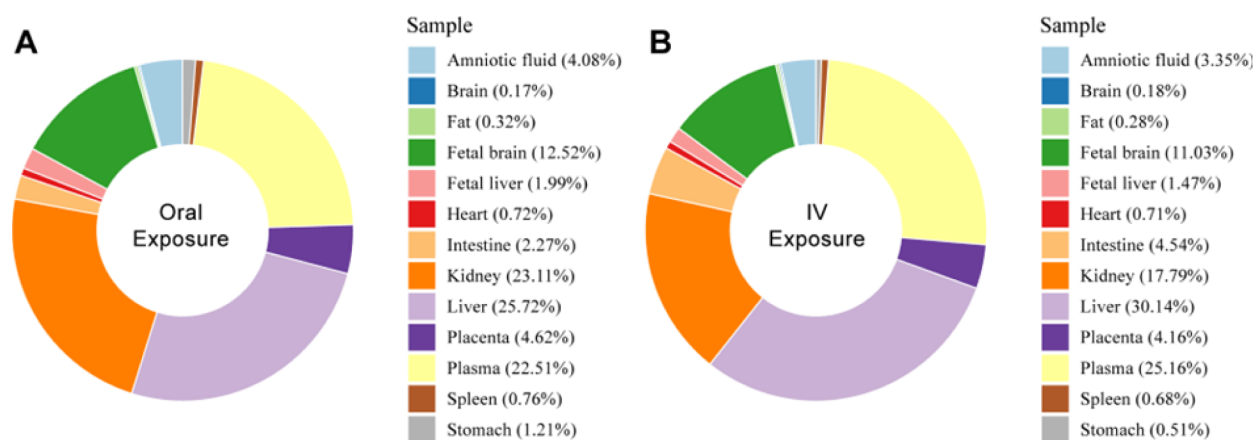 A
Oral
Exposure
Sample
Amniotic fluid (4.08%)
Brain (0.17%)
Fat (0.32%)
Fetal brain (12.52%)
Fetal liver (1.99%)
Heart (0.72%)
Intestine (2.27%)
Kidney (23.11%)
Liver (25.72%)
Placenta (4.62%)
Plasma (22.51%)
Spleen (0.76%)
Stomach (1.21%)
B
IV
Exposure
Sample
Amniotic fluid (3.35%)
Brain (0.18%)
Fat (0.28%)
Fetal brain (11.03%)
Fetal liver (1.47%)
Heart (0.71%)
Intestine (4.54%)
Kidney (17.79%)
Liver (30.14%)
Placenta (4.16%)
Plasma (25.16%)
Spleen (0.68%)
Stomach (0.51%)